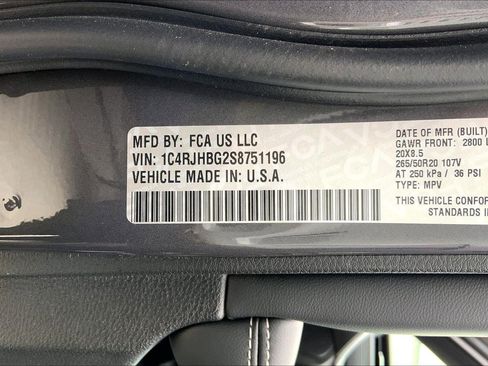 MFD BY: FCA US LLC
VIN: 1C4RJHBG2S8751196
VEHICLE MADE IN U.S.A.
DATE OF MFR (BUILT)
GAWR FRONT: 2800
20X8.5
265/50R20 107V
AT 250 kPa / 36 PSI
TYPE: MPV
THIS VEHICLE CONFOR
STANDARDS I